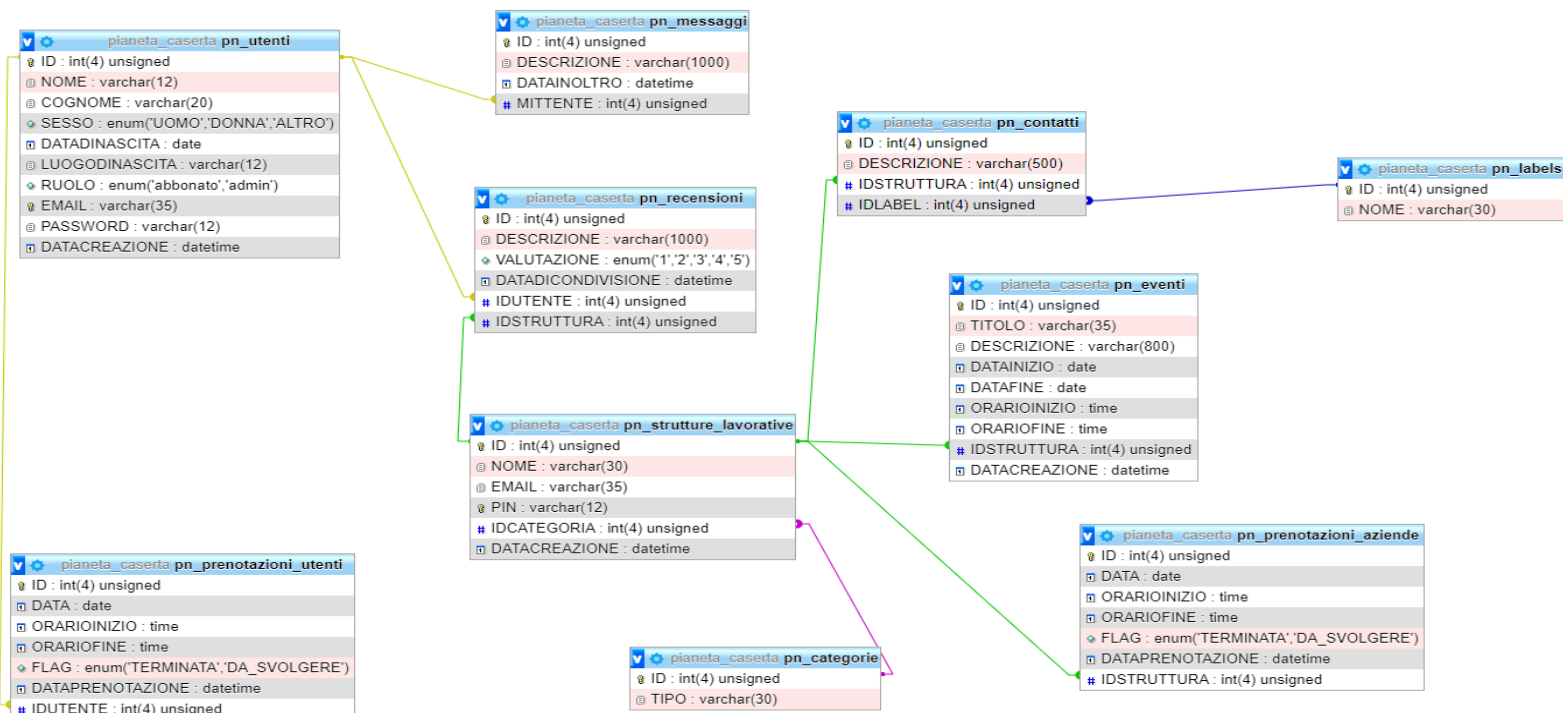 pianeta_caserta pn_utenti
ID : int(4) unsigned
NOME : varchar(12)
COGNOME : varchar(20)
SESSO : enum('UOMO','DONNA','ALTRO')
DATADINASCITA : date
LUOGODINASCITA : varchar(12)
RUOLO : enum('abbonato','admin')
EMAIL : varchar(35)
PASSWORD : varchar(12)
DATACREAZIONE : datetime
pianeta_caserta pn_messaggi
ID : int(4) unsigned
DESCRIZIONE : varchar(1000)
DATAINOLTRO : datetime
MITTENTE : int(4) unsigned
pianeta_caserta pn_contatti
ID : int(4) unsigned
DESCRIZIONE : varchar(500)
IDSTRUTTURA : int(4) unsigned
IDLABEL : int(4) unsigned
pianeta_caserta pn_labels
ID : int(4) unsigned
NOME : varchar(30)
pianeta_caserta pn_recensioni
ID : int(4) unsigned
DESCRIZIONE : varchar(1000)
VALUTAZIONE : enum('1','2','3','4','5')
DATADICONDIVISIONE : datetime
IDUTENTE : int(4) unsigned
IDSTRUTTURA : int(4) unsigned
pianeta_caserta pn_eventi
ID : int(4) unsigned
TITOLO : varchar(35)
DESCRIZIONE : varchar(800)
DATAINIZIO : date
DATAFINE : date
ORARIOINIZIO : time
ORARIOFINE : time
IDSTRUTTURA : int(4) unsigned
DATACREAZIONE : datetime
pianeta_caserta pn_strutture_lavorative
ID : int(4) unsigned
NOME : varchar(30)
EMAIL : varchar(35)
PIN : varchar(12)
IDCATEGORIA : int(4) unsigned
DATACREAZIONE : datetime
pianeta_caserta pn_prenotazioni_utenti
ID : int(4) unsigned
DATA : date
ORARIOINIZIO : time
ORARIOFINE : time
FLAG : enum('TERMINATA','DA_SVOLGERE')
DATAPRENOTAZIONE : datetime
IDUTENTE : int(4) unsigned
pianeta_caserta pn_categorie
ID : int(4) unsigned
TIPO : varchar(30)
pianeta_caserta pn_prenotazioni_aziende
ID : int(4) unsigned
DATA : date
ORARIOINIZIO : time
ORARIOFINE : time
FLAG : enum('TERMINATA','DA_SVOLGERE')
DATAPRENOTAZIONE : datetime
IDSTRUTTURA : int(4) unsigned